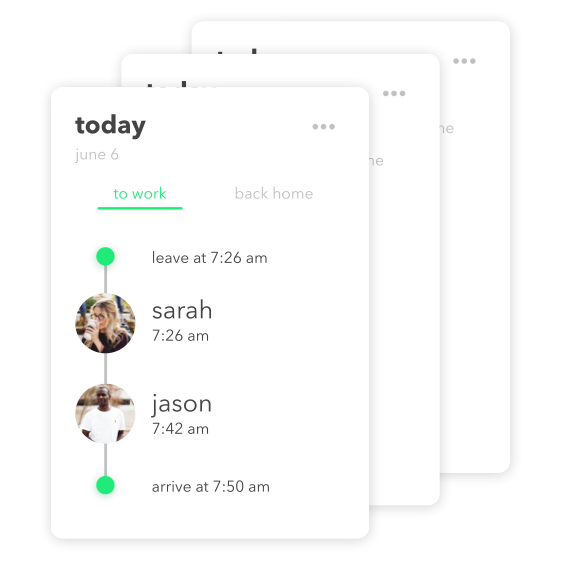 today
june 6
to work
back home
leave at 7:26 am
sarah
7:26 am
jason
7:42 am
arrive at 7:50 am